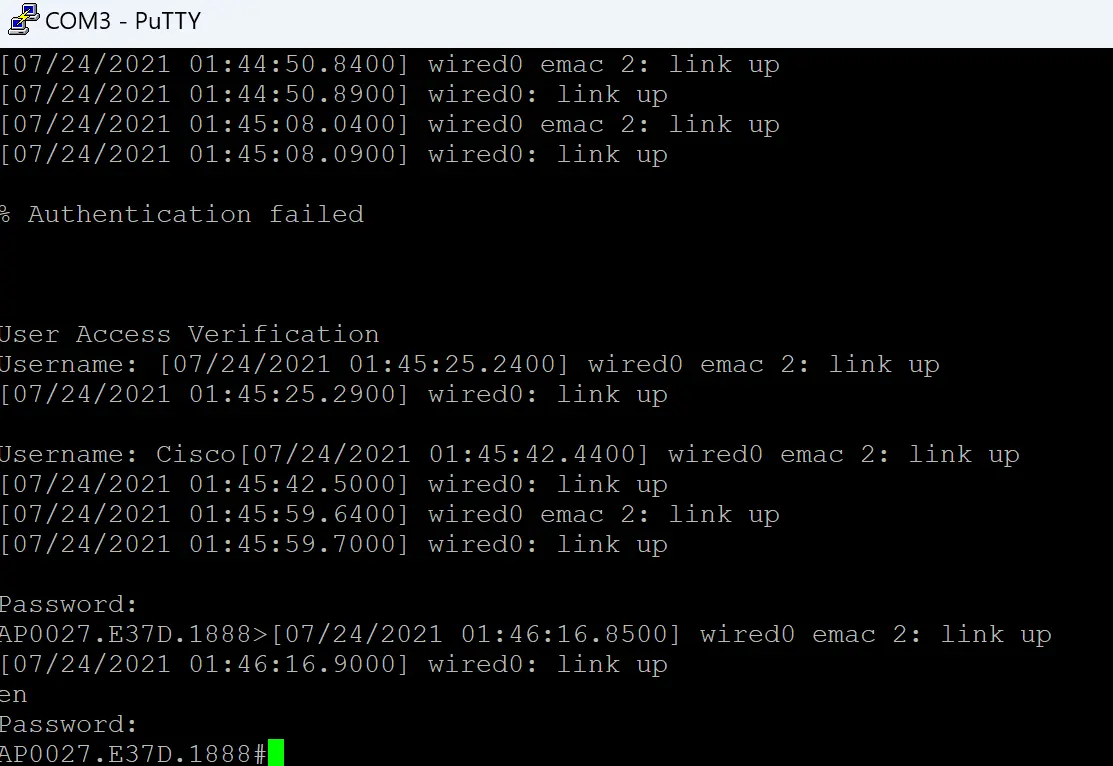 COM3 - PuTTY
[07/24/2021 01:44:50.8400] wired0 emac 2: link up
[07/24/2021 01:44:50.8900] wired0: link up
[07/24/2021 01:45:08.0400] wired0 emac 2: link up
[07/24/2021 01:45:08.0900] wired0: link up
% Authentication failed
User Access Verification
Username: [07/24/2021 01:45:25.2400] wired0 emac 2: link up
[07/24/2021 01:45:25.2900] wired0: link up
Username: Cisco[07/24/2021 01:45:42.4400] wired0 emac 2: link up
[07/24/2021 01:45:42.5000] wired0: link up
[07/24/2021 01:45:59.6400] wired0 emac 2: link up
[07/24/2021 01:45:59.7000] wired0: link up
Password:
AP0027.E37D.1888>[07/24/2021 01:46:16.8500] wired0 emac 2: link up
[07/24/2021 01:46:16.9000] wired0: link up
en
Password:
AP0027.E37D.1888#